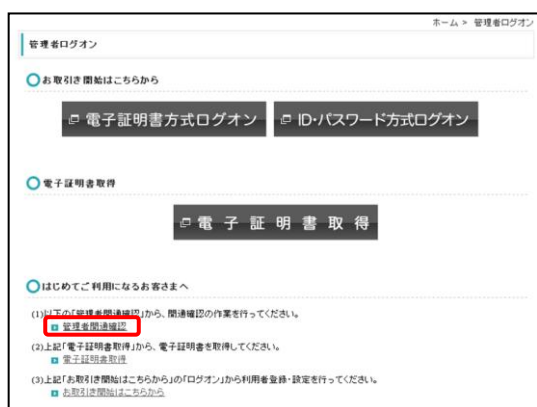 ホーム > 管理者ログオン
管理者ログオン
お取引き開始はこちらから
電子証明書方式ログオン
ID・パスワード方式ログオン
電子証明書取得
電子証明書取得
はじめてご利用になるお客さまへ
(1)以下の「管理者開通確認」から、開通確認の作業を行ってください。
管理者開通確認
(2)上記「電子証明書取得」から、電子証明書を取得してください。
電子証明書取得
(3)上記「お取引き開始はこちらから」の「ログオン」から利用者登録・設定を行ってください。
お取引き開始はこちらから